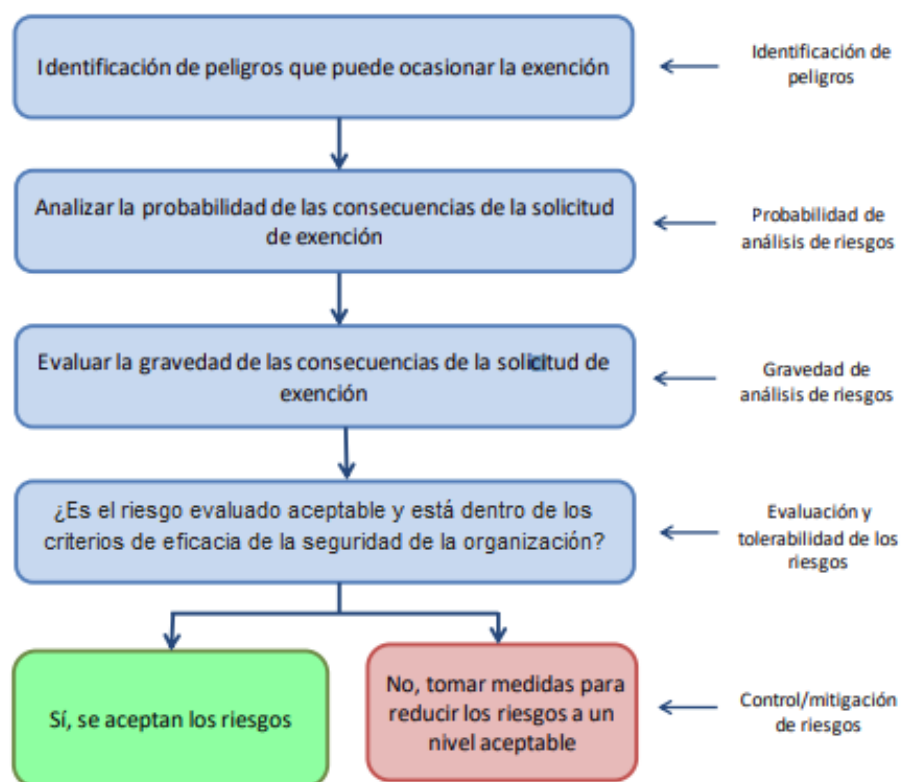 Identificación de peligros que puede ocasionar la exención
Identificación de
peligros
Analizar la probabilidad de las consecuencias de la solicitud
de exención
Probabilidad de
análisis de riesgos
Evaluar la gravedad de las consecuencias de la solicitud de
exención
Gravedad de
análisis de riesgos
¿Es el riesgo evaluado aceptable y está dentro de los
criterios de eficacia de la seguridad de la organización?
Evaluación y
tolerabilidad de los
riesgos
Sí, se aceptan los riesgos
No, tomar medidas para
reducir los riesgos a un
nivel aceptable
Control/mitigación
de riesgos